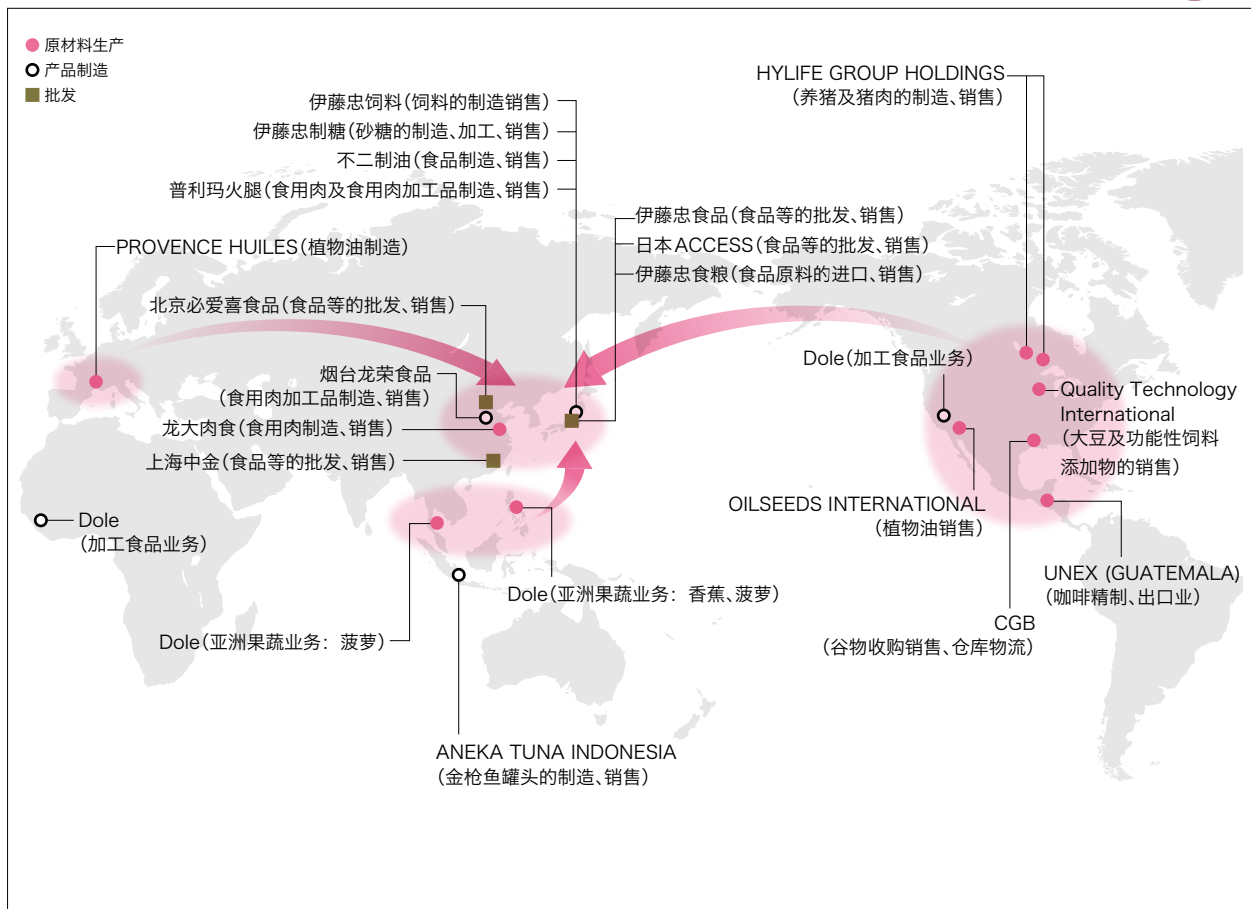 原材料生产
产品制造
批发
伊藤忠饲料(饲料的制造销售)
伊藤忠制糖(砂糖的制造、加工、销售)
不二制油(食品制造、销售)
普利玛火腿(食用肉及食用肉加工品制造、销售)
HYLIFE GROUP HOLDINGS
(养猪及猪肉的制造、销售)
伊藤忠食品(食品等的批发、销售)
日本ACCESS(食品等的批发、销售)
伊藤忠食粮(食品原料的进口、销售)
PROVENCE HUILES(植物油制造)
北京必爱喜食品(食品等的批发、销售)
烟台龙荣食品
(食用肉加工品制造、销售)
龙大肉食(食用肉制造、销售)
上海中金(食品等的批发、销售)
Dole(加工食品业务)
Quality Technology
International
(大豆及功能性饲料
添加物的销售)
OILSEEDS INTERNATIONAL
(植物油销售)
Dole
(加工食品业务)
UNEX (GUATEMALA)
(咖啡精制、出口业)
Dole(亚洲果蔬业务：香蕉、菠萝)
CGB
(谷物收购销售、仓库物流)
Dole(亚洲果蔬业务：菠萝)
ANEKA TUNA INDONESIA
(金枪鱼罐头的制造、销售)